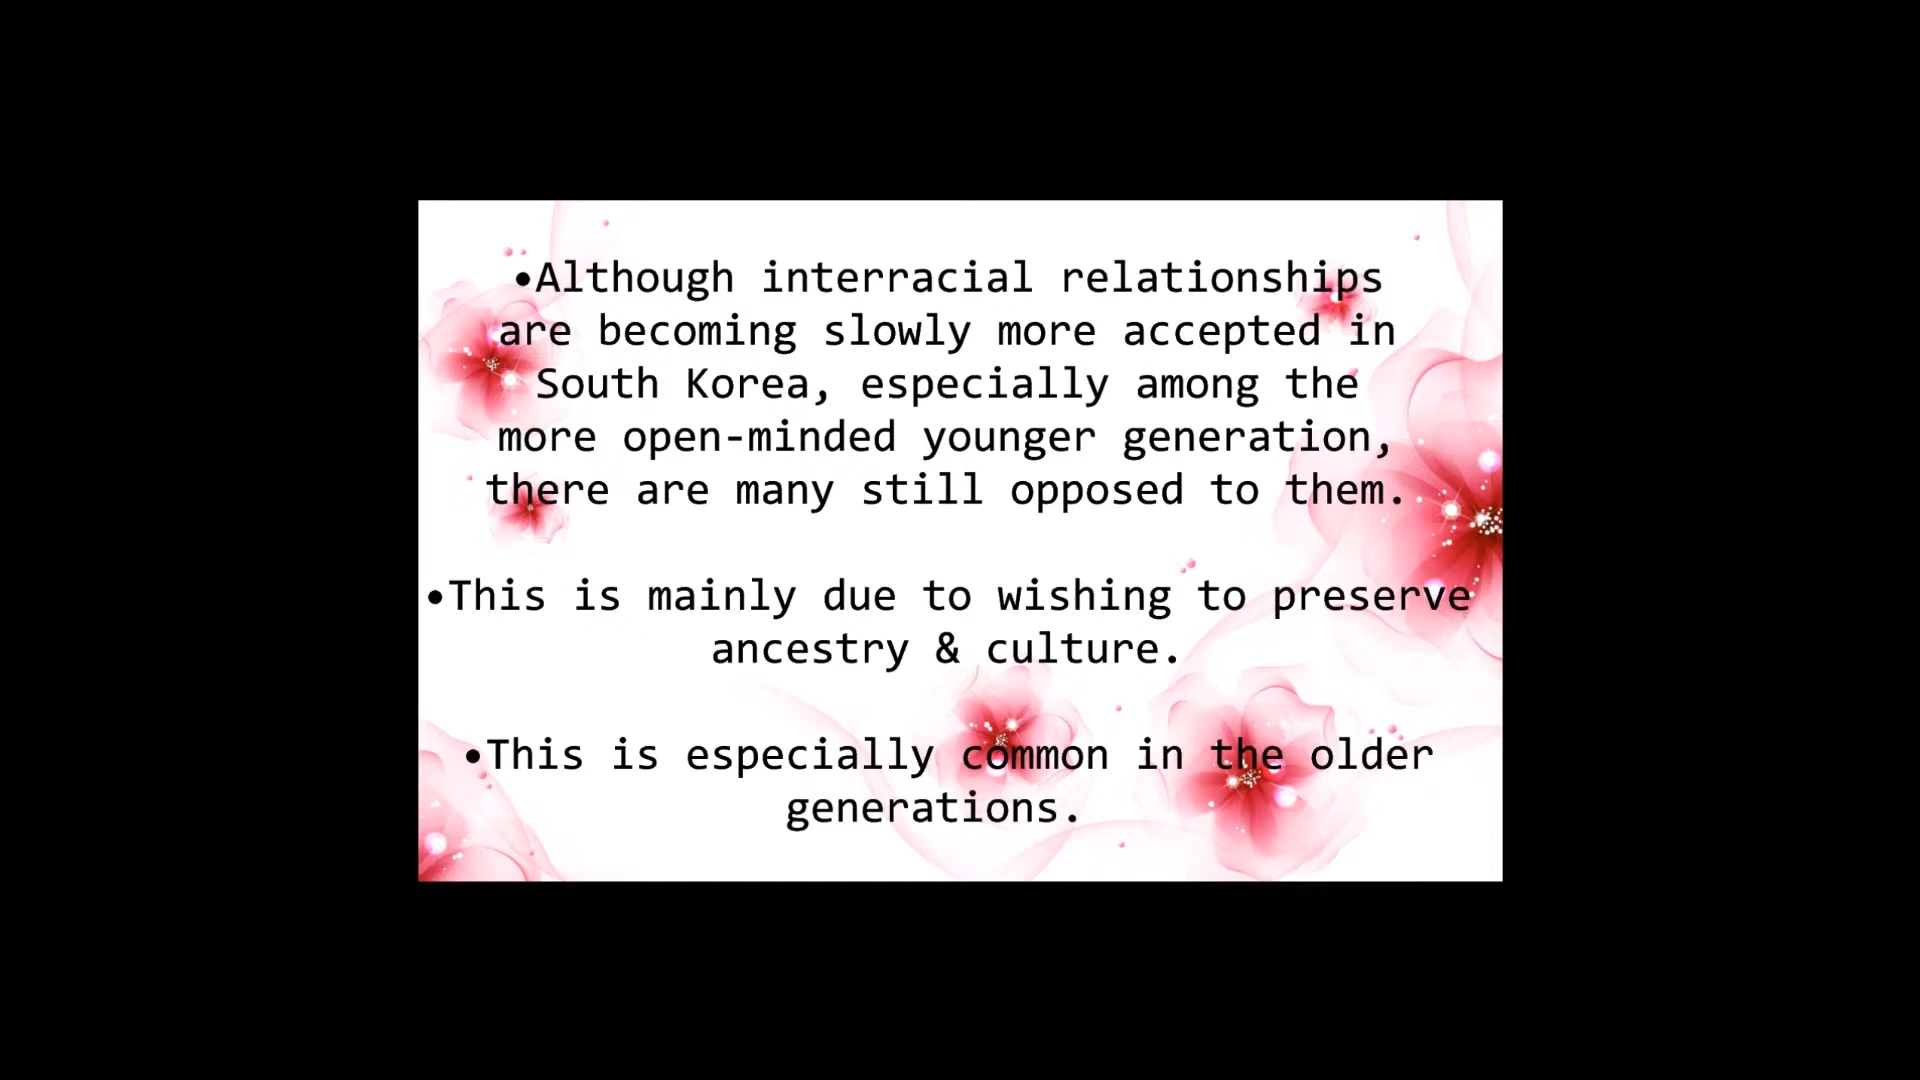 •Although interracial relationships
are becoming slowly more accepted in
South Korea, especially among the
more open-minded younger generation,
there are many still opposed to them.
•This is mainly due to wishing to preserve
ancestry & culture.
•This is especially common in the older
generations.